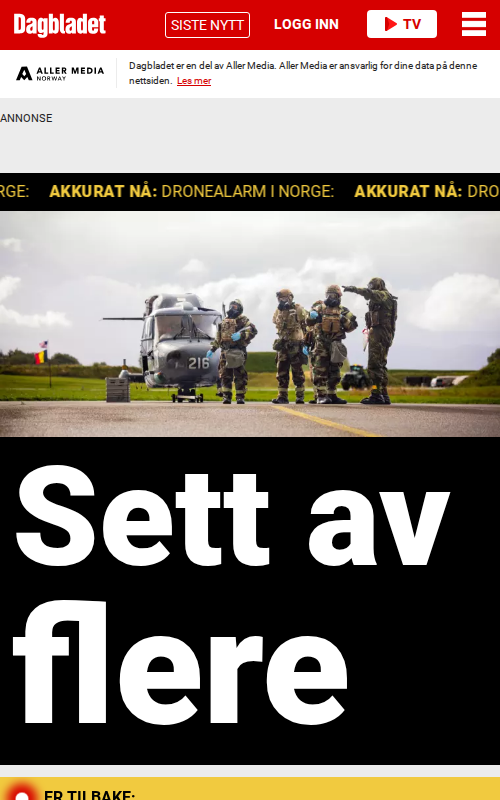 Dagbladet
SISTE NYTT
LOGG INN
TV
ALLER MEDIA
NORWAY
Dagbladet er en del av Aller Media. Aller Media er ansvarlig for dine data på denne
nettsiden. Les mer
ANNONSE
RGE: AKKURAT NÅ: DRONEALARM I NORGE: AKKURAT NÅ: DRO
216
Sett av
flere
ER TILBAKE: